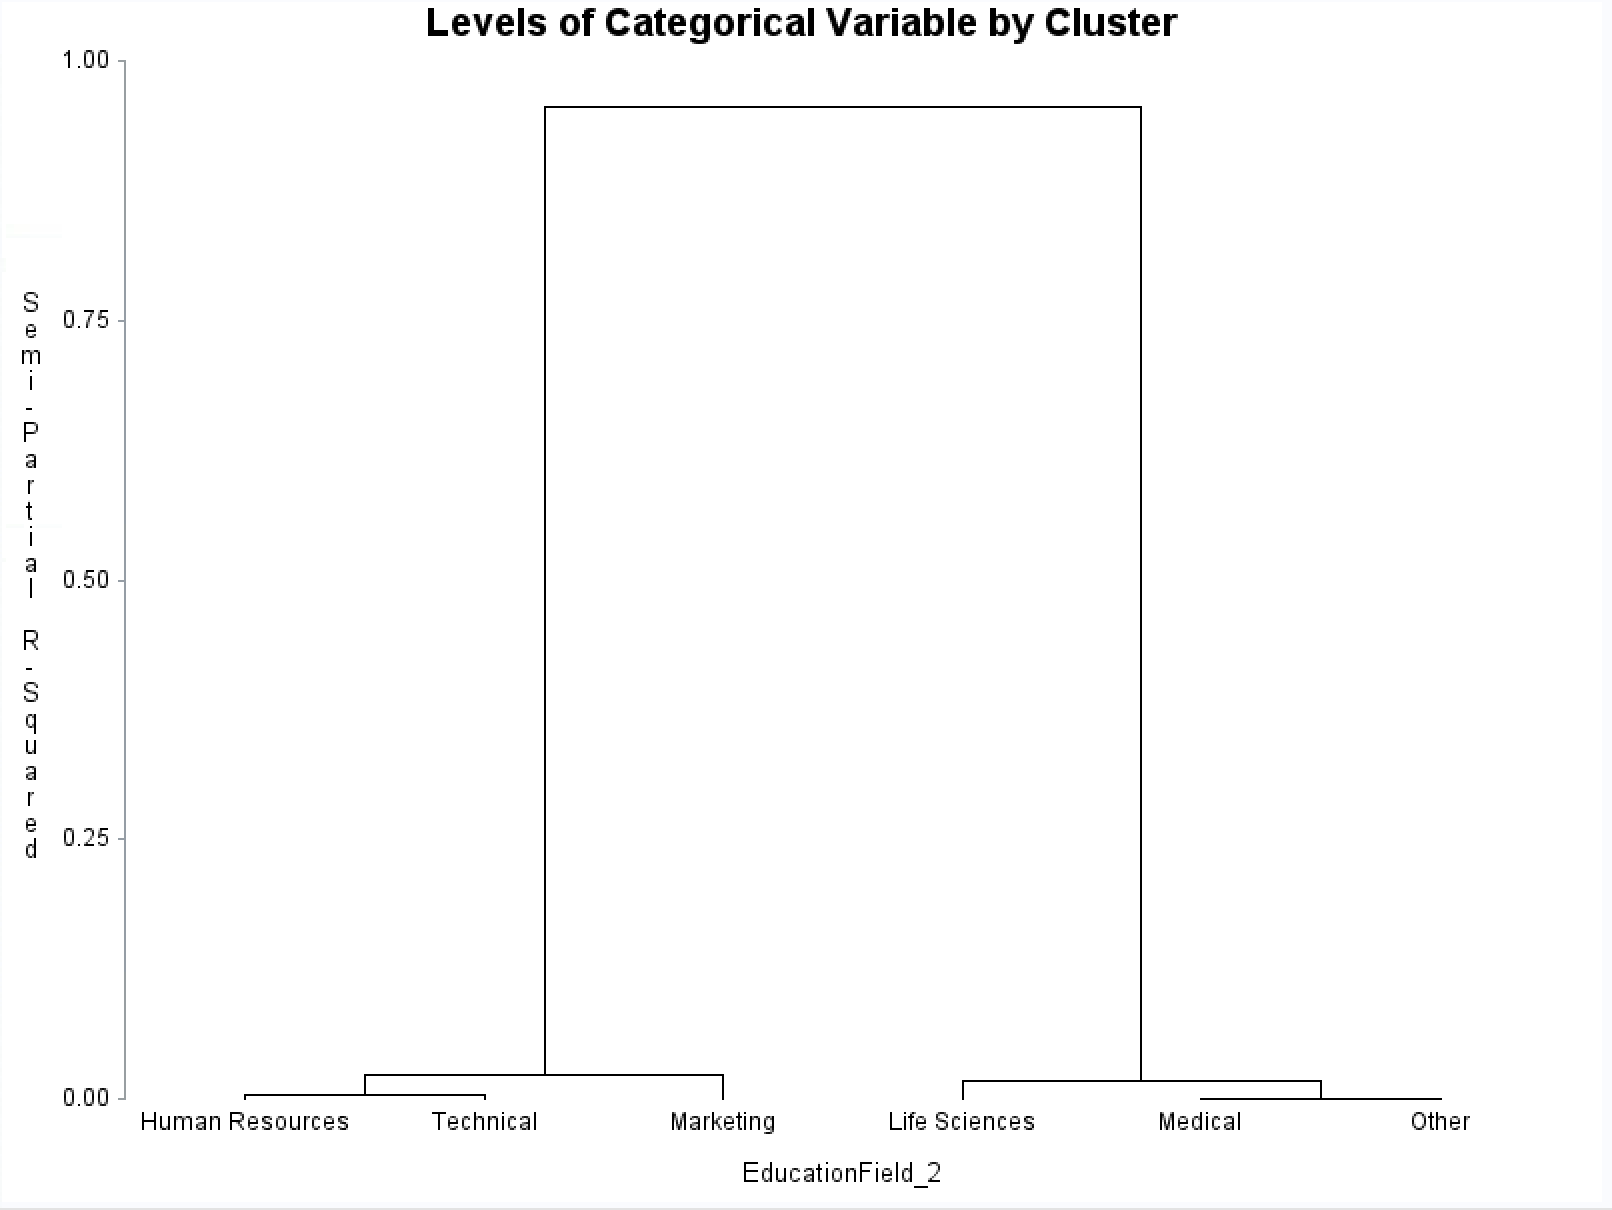 Levels of Categorical Variable by Cluster
1.00
0.75
0.50
0.25
0.00
Semi-Partial R-Squared
Human Resources Technical Marketing Life Sciences Medical Other
EducationField_2